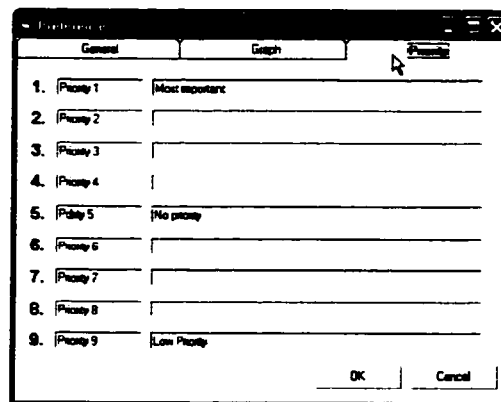 Preference
General Graph Priority
1. Priority 1 Most important
2. Priority 2
3. Priority 3
4. Priority 4
5. Priority 5 No priority
6. Priority 6
7. Priority 7
8. Priority 8
9. Priority 9 Low Priority
OK Cancel